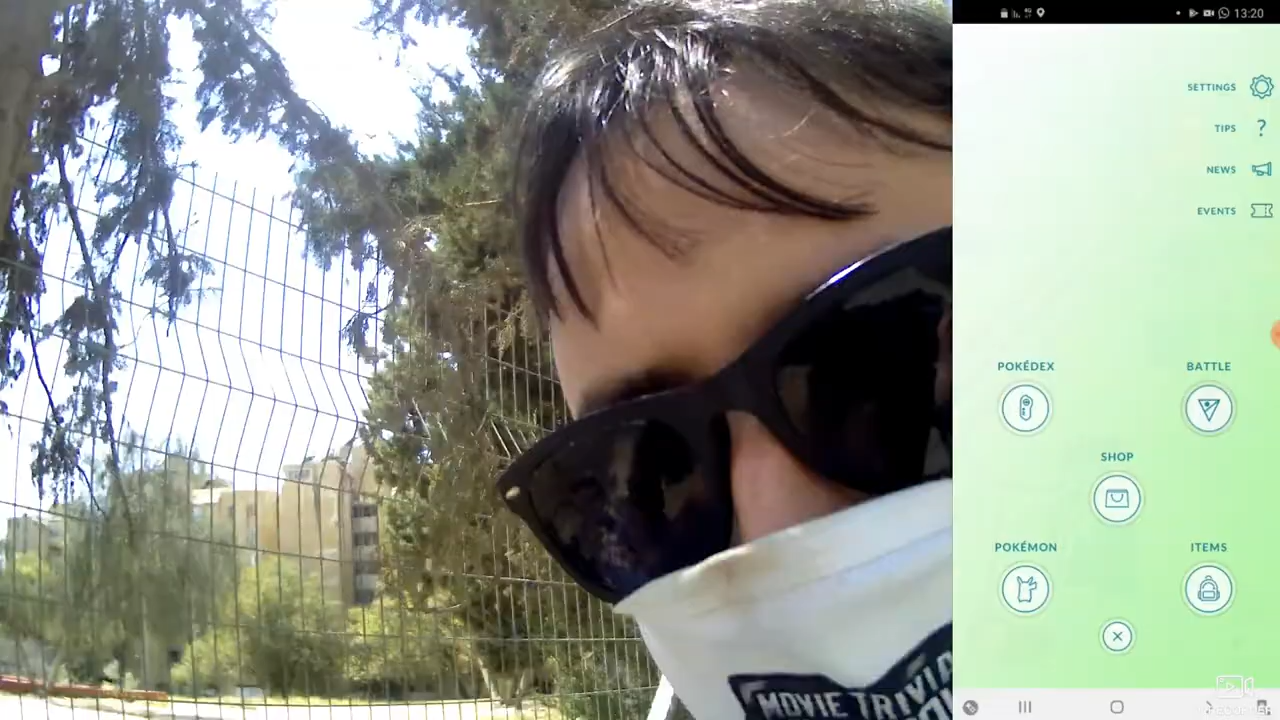 13:20
SETTINGS
TIPS
NEWS
EVENTS
POKÉDEX
BATTLE
SHOP
POKÉMON
ITEMS
MOVIE TRIVIA